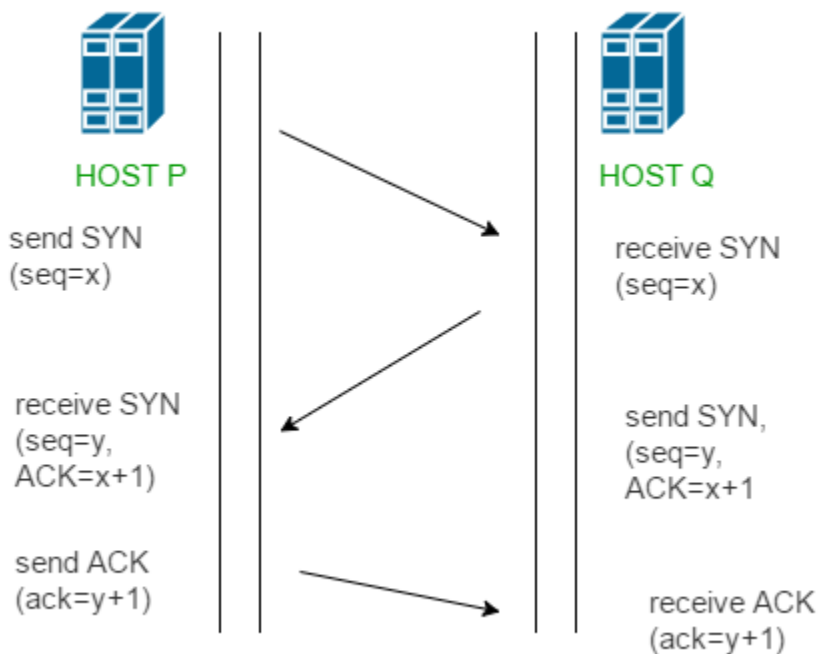 HOST P
HOST Q
send SYN
(seq=x)
receive SYN
(seq=x)
receive SYN
(seq=y,
ACK=x+1)
send SYN,
(seq=y,
ACK=x+1
send ACK
(ack=y+1)
receive ACK
(ack=y+1)